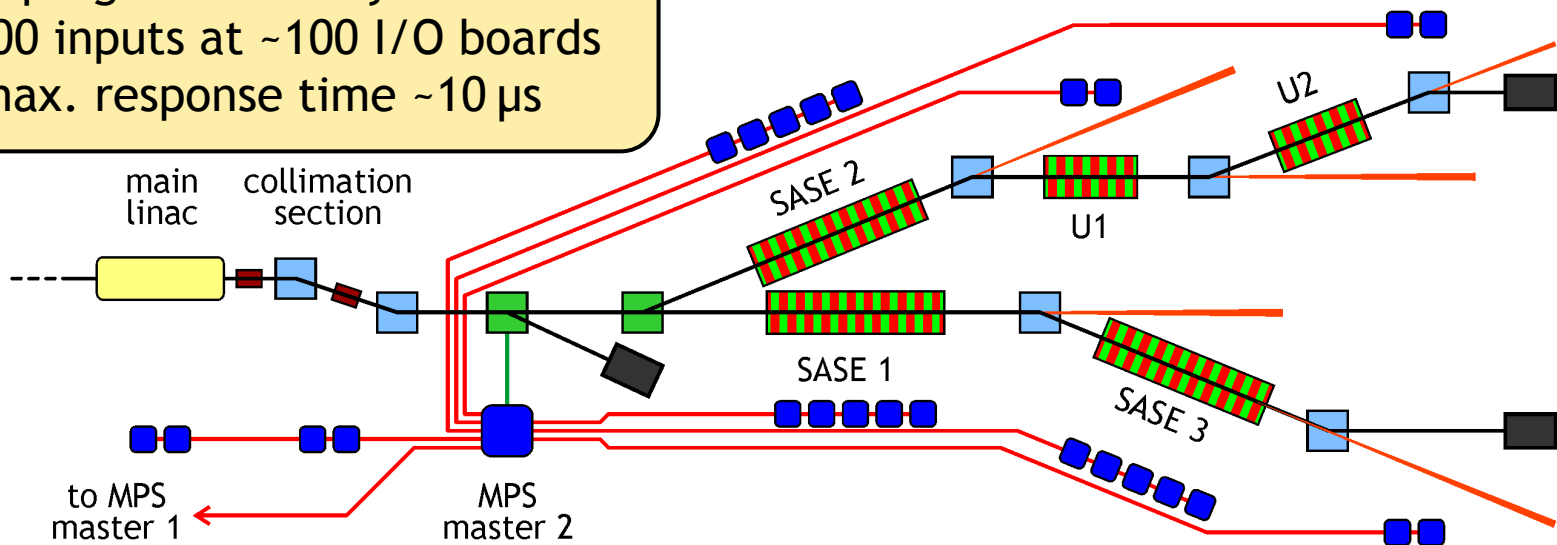 00 inputs at ~100 I/O boards
max. response time ~10 µs
main
linac
collimation
section
SASE 2
U1
U2
SASE 1
SASE 3
to MPS
master 1
MPS
master 2